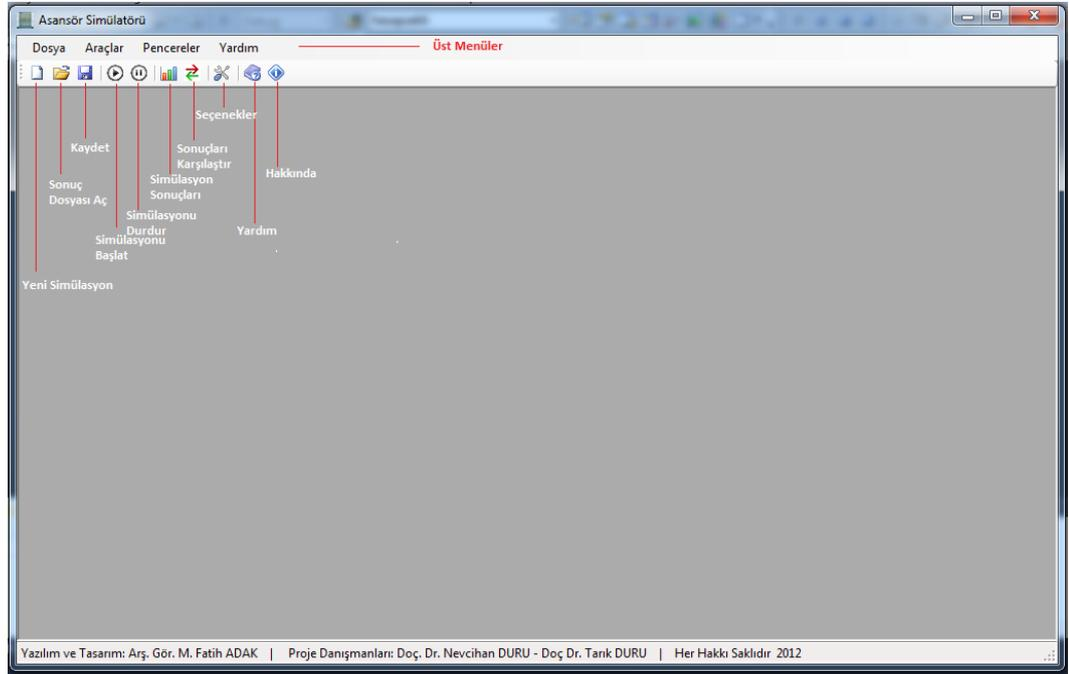 Asansör Simülatörü
Dosya Araçlar Pencereler Yardım
Üst Menüler
Seçenekler
Kaydet
Sonuçları
Karşılaştır
Hakkında
Simülasyon
Sonuçları
Sonuç
Dosyası Aç
Simülasyonu
Durdur
Yardım
Simülasyonu
Başlat
Yeni Simülasyon
Yazılım ve Tasarım: Arş. Gör. M. Fatih ADAK | Proje Danışmanları: Doç. Dr. Nevcihan DURU - Doç Dr. Tarık DURU | Her Hakkı Saklıdır 2012